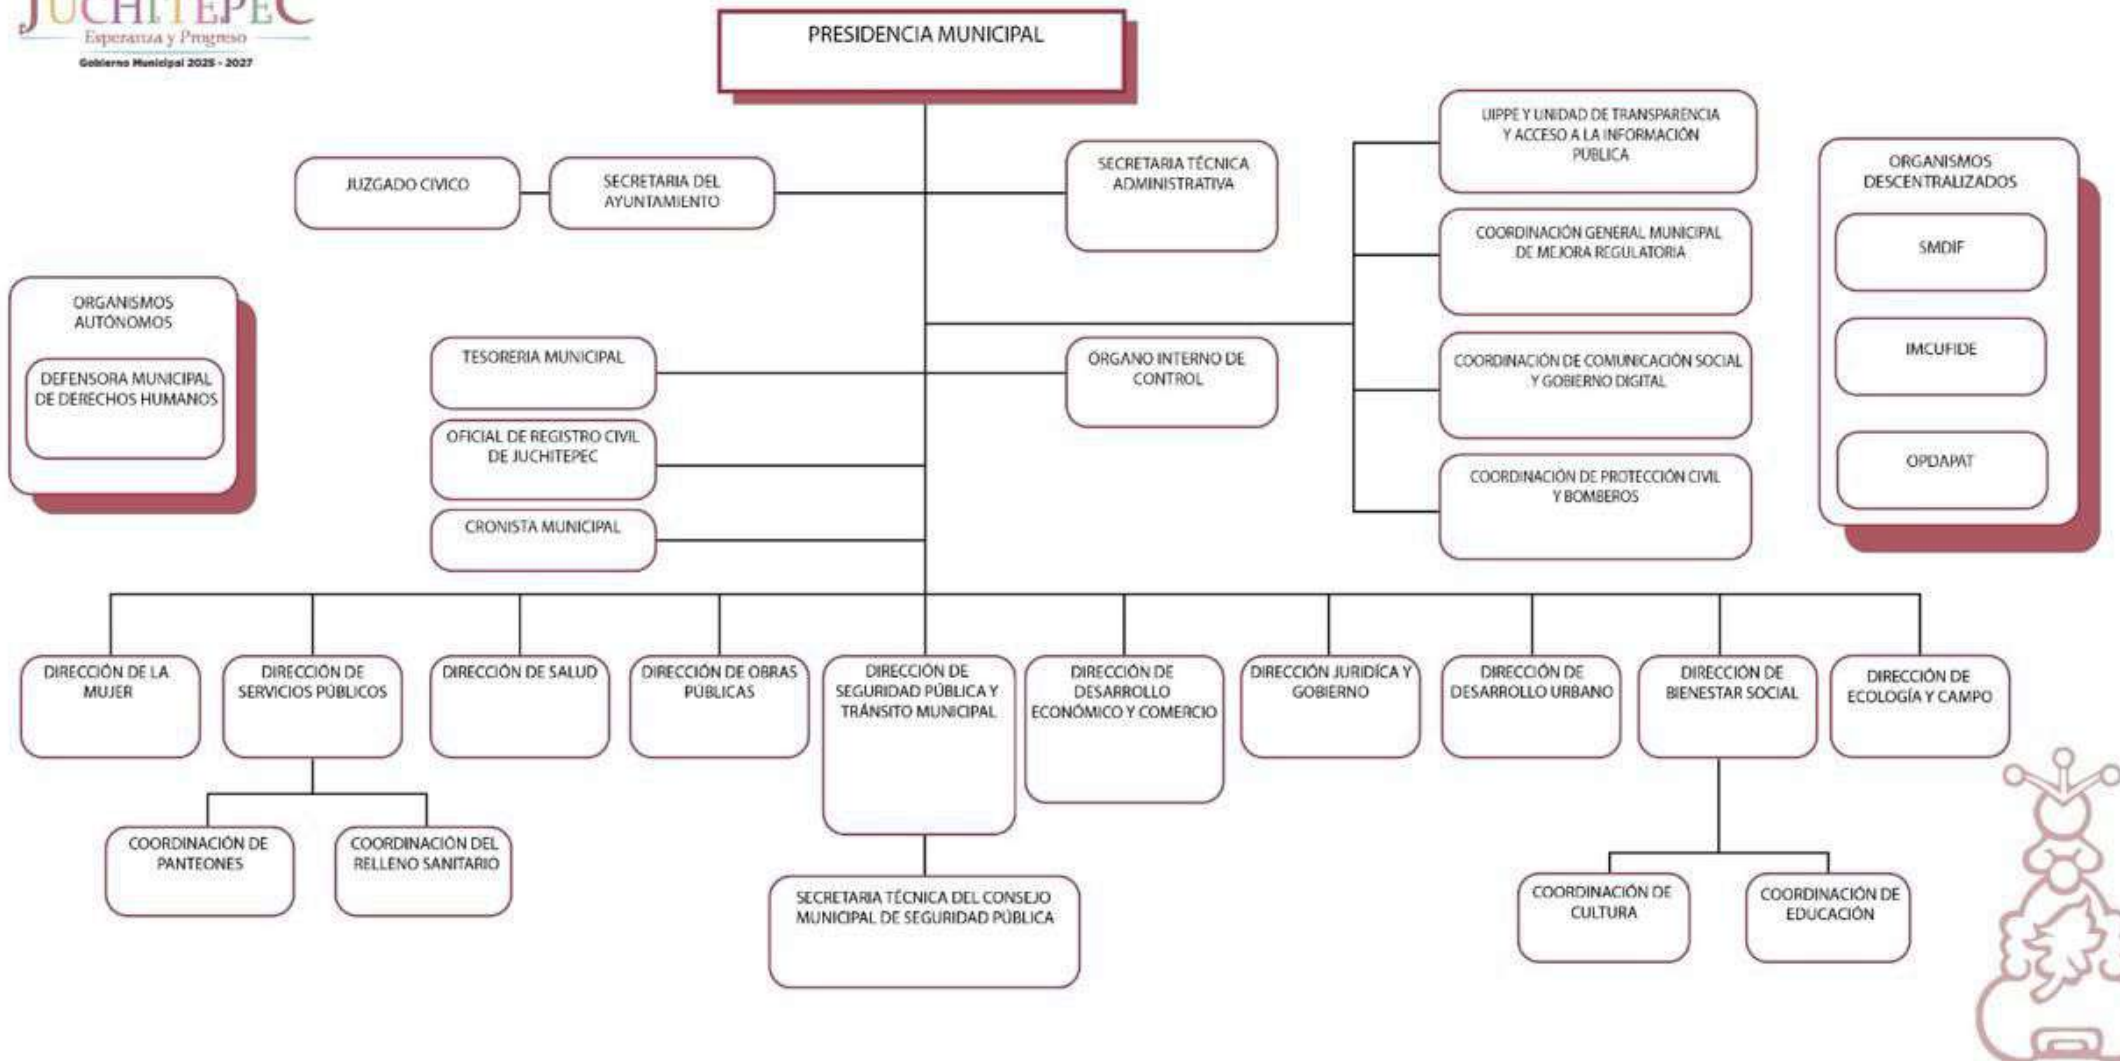 JUCHITEPEC
Esperanza y Progreso
Gobierno Municipal 2025 - 2027
PRESIDENCIA MUNICIPAL
JUZGADO CIVICO
SECRETARIA DEL
AYUNTAMIENTO
SECRETARIA TÉCNICA
ADMINISTRATIVA
UIPPE Y UNIDAD DE TRANSPARENCIA
Y ACCESO A LA INFORMACIÓN
PÚBLICA
COORDINACIÓN GENERAL MUNICIPAL
DE MEJORA REGULATORIA
COORDINACIÓN DE COMUNICACIÓN SOCIAL
Y GOBIERNO DIGITAL
COORDINACIÓN DE PROTECCIÓN CIVIL
Y BOMBEROS
ORGANISMOS
DESCENTRALIZADOS
SMDIF
IMCUFIDE
OPDAPAT
ORGANISMOS
AUTÓNOMOS
DEFENSORA MUNICIPAL
DE DERECHOS HUMANOS
TESORERIA MUNICIPAL
ÓRGANO INTERNO DE
CONTROL
OFICIAL DE REGISTRO CIVIL
DE JUCHITEPEC
CRONISTA MUNICIPAL
DIRECCIÓN DE LA
MUJER
DIRECCIÓN DE
SERVICIOS PÚBLICOS
DIRECCIÓN DE SALUD
DIRECCIÓN DE OBRAS
PÚBLICAS
DIRECCIÓN DE
SEGURIDAD PÚBLICA Y
TRÁNSITO MUNICIPAL
DIRECCIÓN DE
DESARROLLO
ECONÓMICO Y COMERCIO
DIRECCIÓN JURIDÍCA Y
GOBIERNO
DIRECCIÓN DE
DESARROLLO URBANO
DIRECCIÓN DE
BIENESTAR SOCIAL
DIRECCIÓN DE
ECOLOGÍA Y CAMPO
COORDINACIÓN DE
PANTEONES
COORDINACIÓN DEL
RELLENO SANITARIO
SECRETARIA TÉCNICA DEL CONSEJO
MUNICIPAL DE SEGURIDAD PÚBLICA
COORDINACIÓN DE
CULTURA
COORDINACIÓN DE
EDUCACIÓN